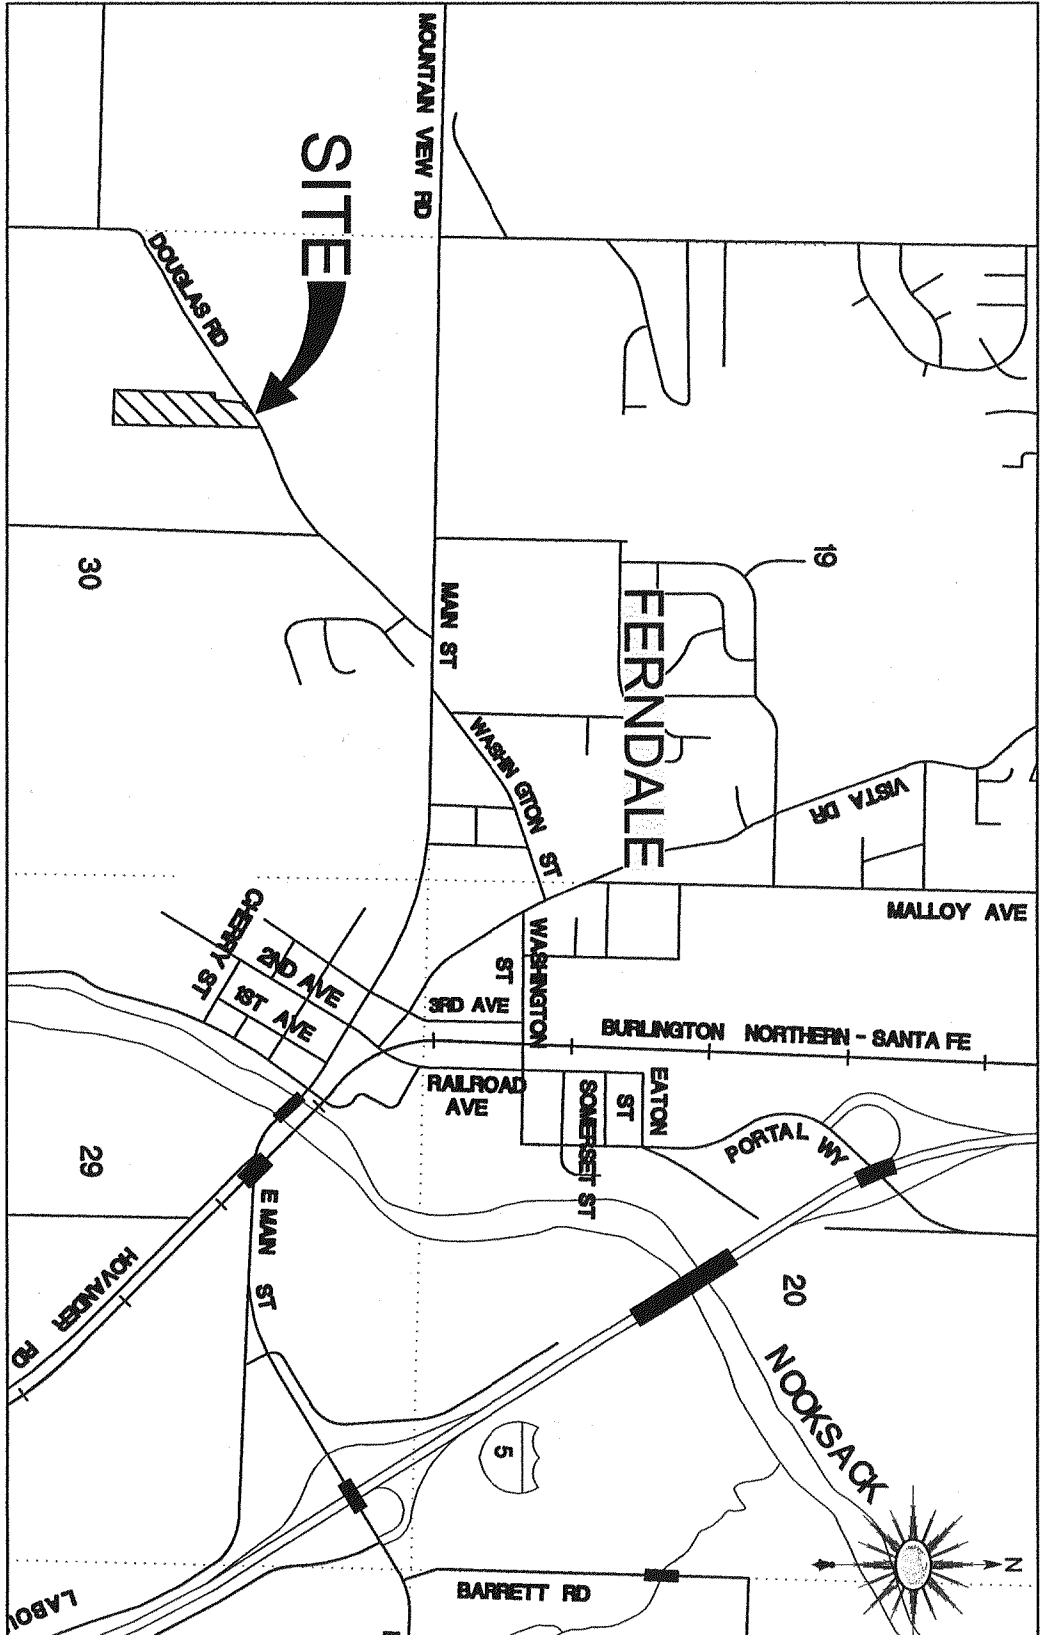 MOUNTAIN VIEW RD
SITE
DOUGLAS RD
19
30
MAIN ST
FERNDALE
WASHINGTON ST
VISTA DR
MALLOY AVE
CHERRY ST
2ND AVE
1ST AVE
3RD AVE
WASHINGTON
ST
BURLINGTON NORTHERN - SANTA FE
RAILROAD
AVE
EATON
ST
SOMERSET ST
PORTAL WY
29
E MAIN ST
HOVANDER RD
20
NOOKSACK
5
N
BARRETT RD